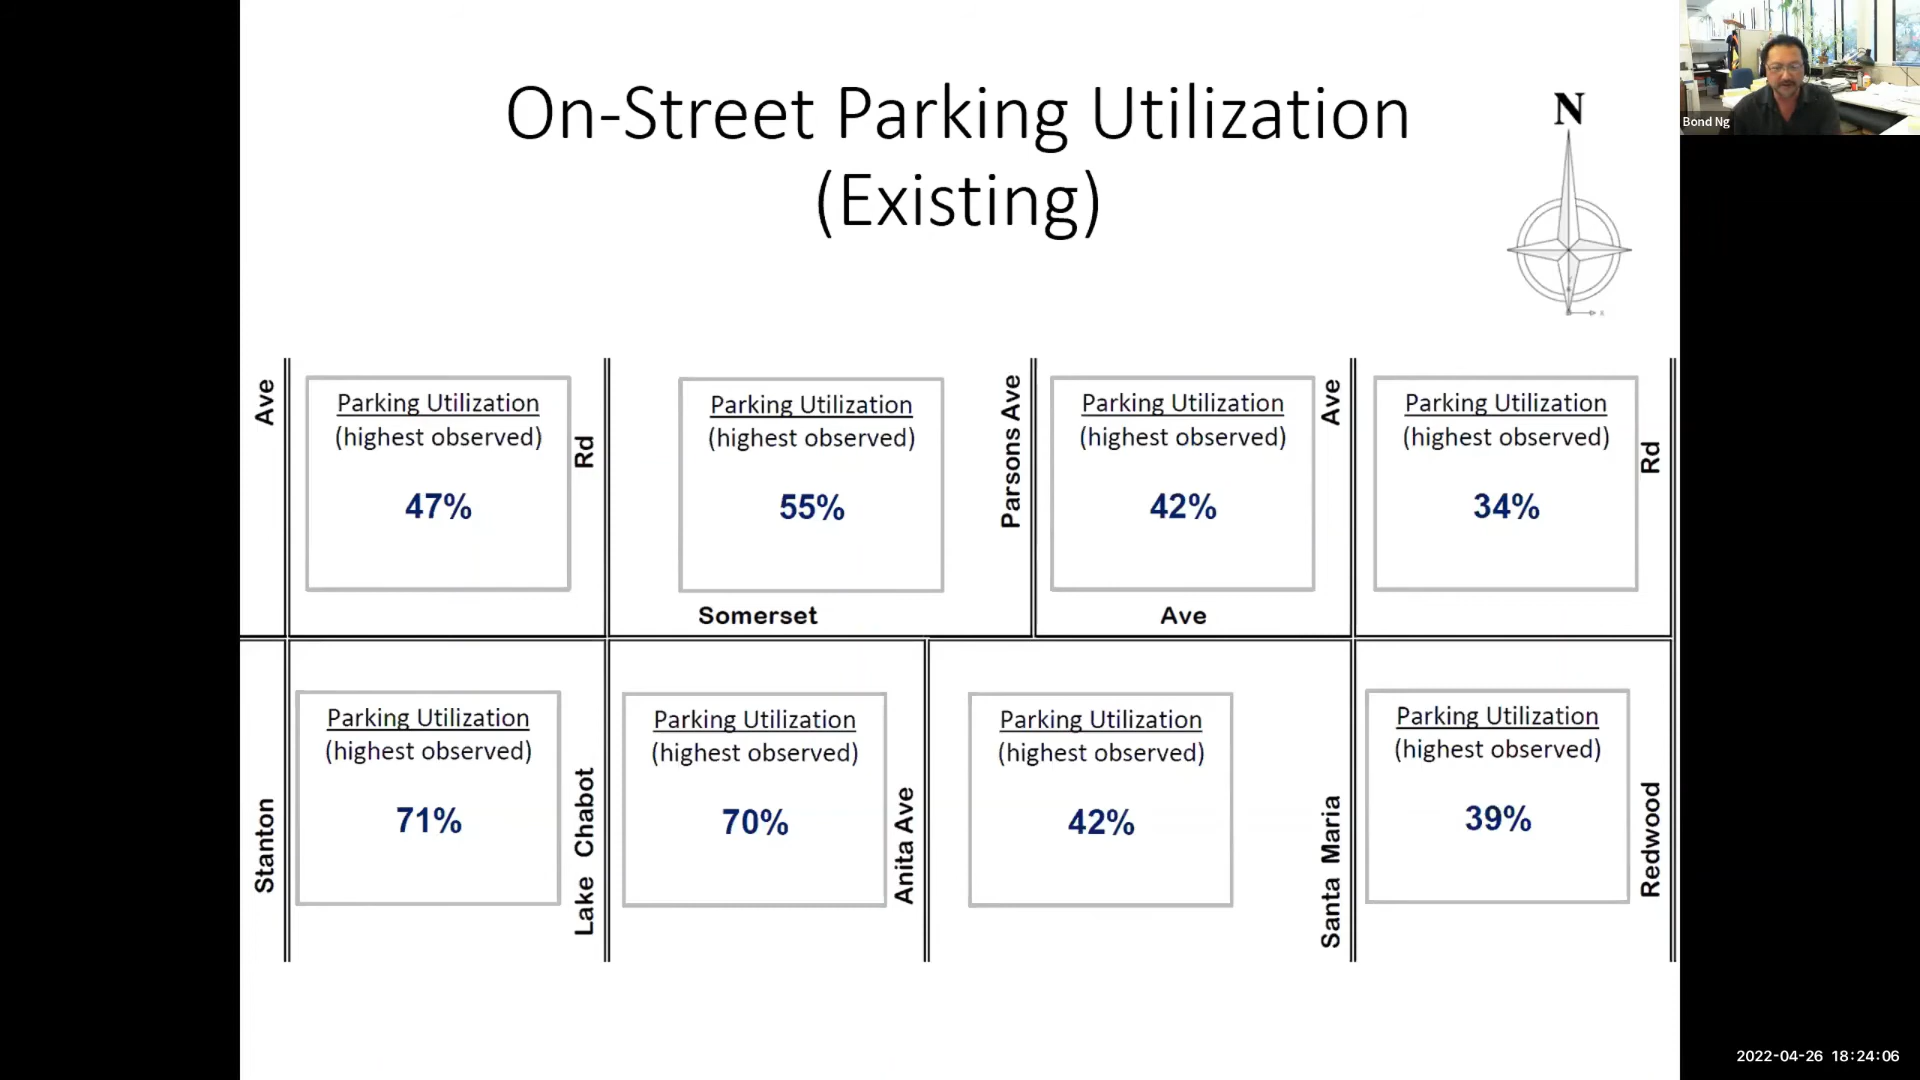 On-Street Parking Utilization
(Existing)
N
Bond Ng
Ave
Parking Utilization
(highest observed)
47%
Rd
Parking Utilization
(highest observed)
55%
Parsons Ave
Parking Utilization
(highest observed)
42%
Ave
Parking Utilization
(highest observed)
34%
Rd
Somerset
Ave
Stanton
Parking Utilization
(highest observed)
71%
Lake Chabot
Parking Utilization
(highest observed)
70%
Anita Ave
Parking Utilization
(highest observed)
42%
Santa Maria
Parking Utilization
(highest observed)
39%
Redwood
2022-04-26 18:24:06